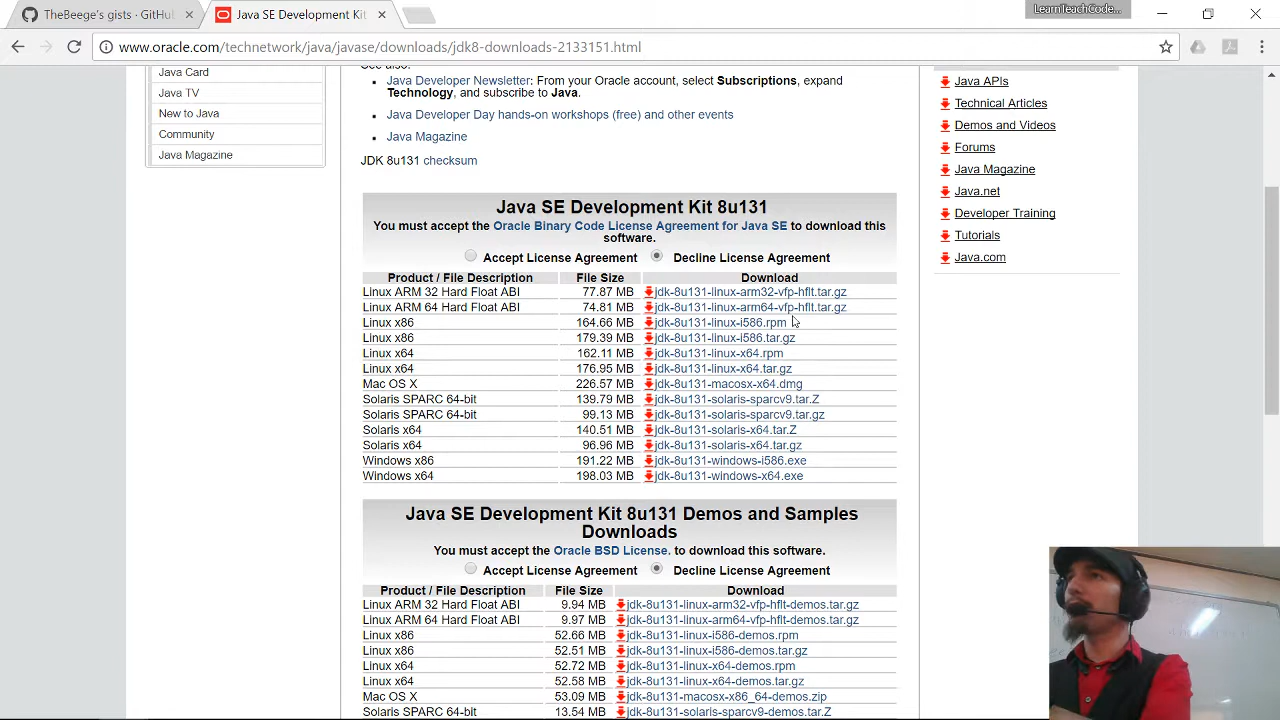 TheBeege's gists · GitHub
Java SE Development Kit
LearnTeachCode...
www.oracle.com/technetwork/java/javase/downloads/jdk8-downloads-2133151.html
Java Card
Java TV
New to Java
Community
Java Magazine
See also:
Java Developer Newsletter: From your Oracle account, select Subscriptions, expand
Technology, and subscribe to Java.
Java Developer Day hands-on workshops (free) and other events
Java Magazine
JDK 8u131 checksum
Java SE Development Kit 8u131
You must accept the Oracle Binary Code License Agreement for Java SE to download this
software.
Accept License Agreement Decline License Agreement
Product / File Description File Size Download
Linux ARM 32 Hard Float ABI 77.87 MB jdk-8u131-linux-arm32-vfp-hflt.tar.gz
Linux ARM 64 Hard Float ABI 74.81 MB jdk-8u131-linux-arm64-vfp-hflt.tar.gz
Linux x86 164.66 MB jdk-8u131-linux-i586.rpm
Linux x86 179.39 MB jdk-8u131-linux-i586.tar.gz
Linux x64 162.11 MB jdk-8u131-linux-x64.rpm
Linux x64 176.95 MB jdk-8u131-linux-x64.tar.gz
Mac OS X 226.57 MB jdk-8u131-macosx-x64.dmg
Solaris SPARC 64-bit 139.79 MB jdk-8u131-solaris-sparcv9.tar.Z
Solaris SPARC 64-bit 99.13 MB jdk-8u131-solaris-sparcv9.tar.gz
Solaris x64 140.51 MB jdk-8u131-solaris-x64.tar.Z
Solaris x64 96.96 MB jdk-8u131-solaris-x64.tar.gz
Windows x86 191.22 MB jdk-8u131-windows-i586.exe
Windows x64 198.03 MB jdk-8u131-windows-x64.exe
Java SE Development Kit 8u131 Demos and Samples
Downloads
You must accept the Oracle BSD License. to download this software.
Accept License Agreement Decline License Agreement
Product / File Description File Size Download
Linux ARM 32 Hard Float ABI 9.94 MB jdk-8u131-linux-arm32-vfp-hflt-demos.tar.gz
Linux ARM 64 Hard Float ABI 9.97 MB jdk-8u131-linux-arm64-vfp-hflt-demos.tar.gz
Linux x86 52.66 MB jdk-8u131-linux-i586-demos.rpm
Linux x86 52.51 MB jdk-8u131-linux-i586-demos.tar.gz
Linux x64 52.72 MB jdk-8u131-linux-x64-demos.rpm
Linux x64 52.58 MB jdk-8u131-linux-x64-demos.tar.gz
Mac OS X 53.09 MB jdk-8u131-macosx-x86_64-demos.zip
Solaris SPARC 64-bit 13.54 MB jdk-8u131-solaris-sparcv9-demos.tar.Z
Java APIs
Technical Articles
Demos and Videos
Forums
Java Magazine
Java.net
Developer Training
Tutorials
Java.com